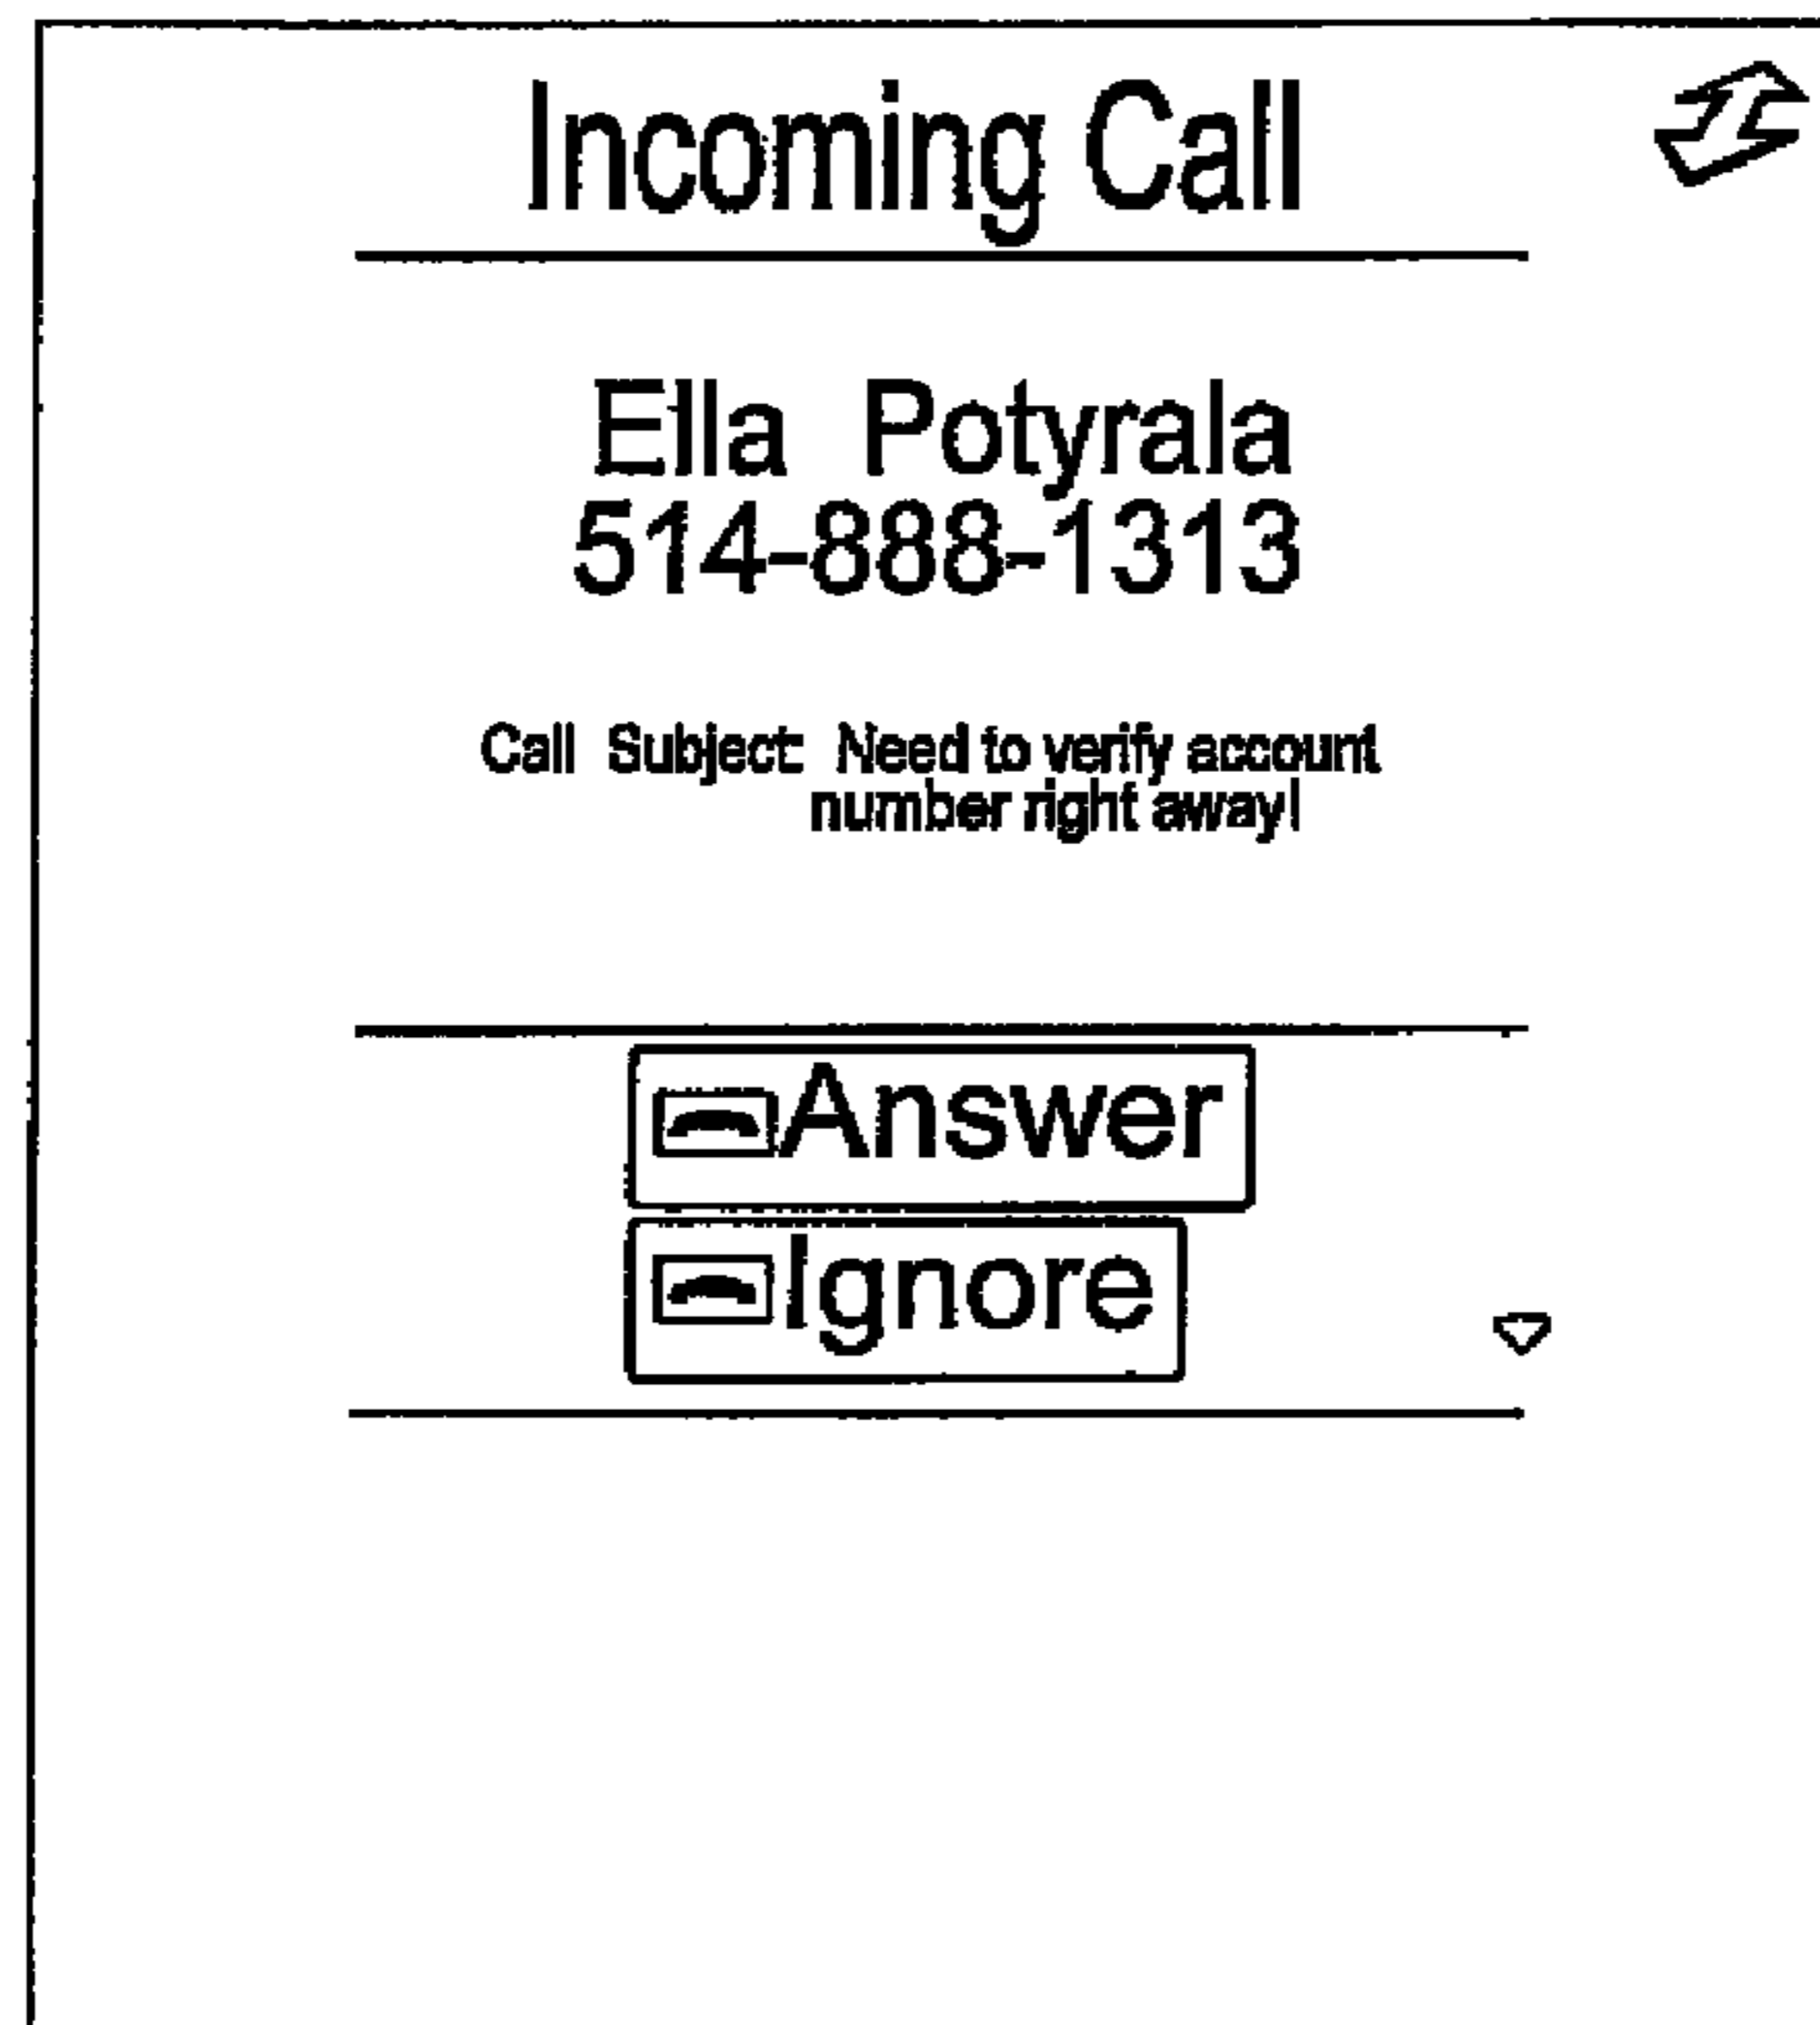 Incoming Call
Ella Potyrala
514-888-1313
Call Subject: Need to verify account
number right away!
Answer
Ignore